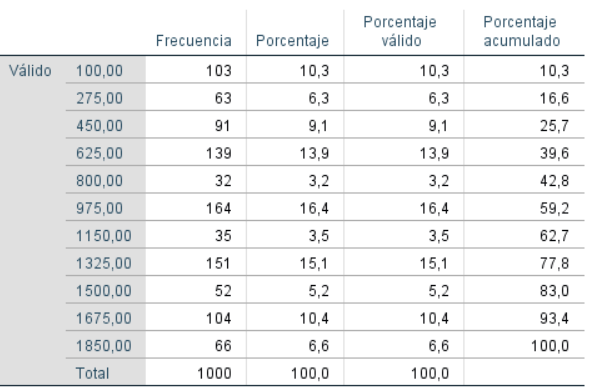 Frecuencia Porcentaje Porcentaje válido Porcentaje acumulado
Válido 100,00 103 10,3 10,3 10,3
275,00 63 6,3 6,3 16,6
450,00 91 9,1 9,1 25,7
625,00 139 13,9 13,9 39,6
800,00 32 3,2 3,2 42,8
975,00 164 16,4 16,4 59,2
1150,00 35 3,5 3,5 62,7
1325,00 151 15,1 15,1 77,8
1500,00 52 5,2 5,2 83,0
1675,00 104 10,4 10,4 93,4
1850,00 66 6,6 6,6 100,0
Total 1000 100,0 100,0